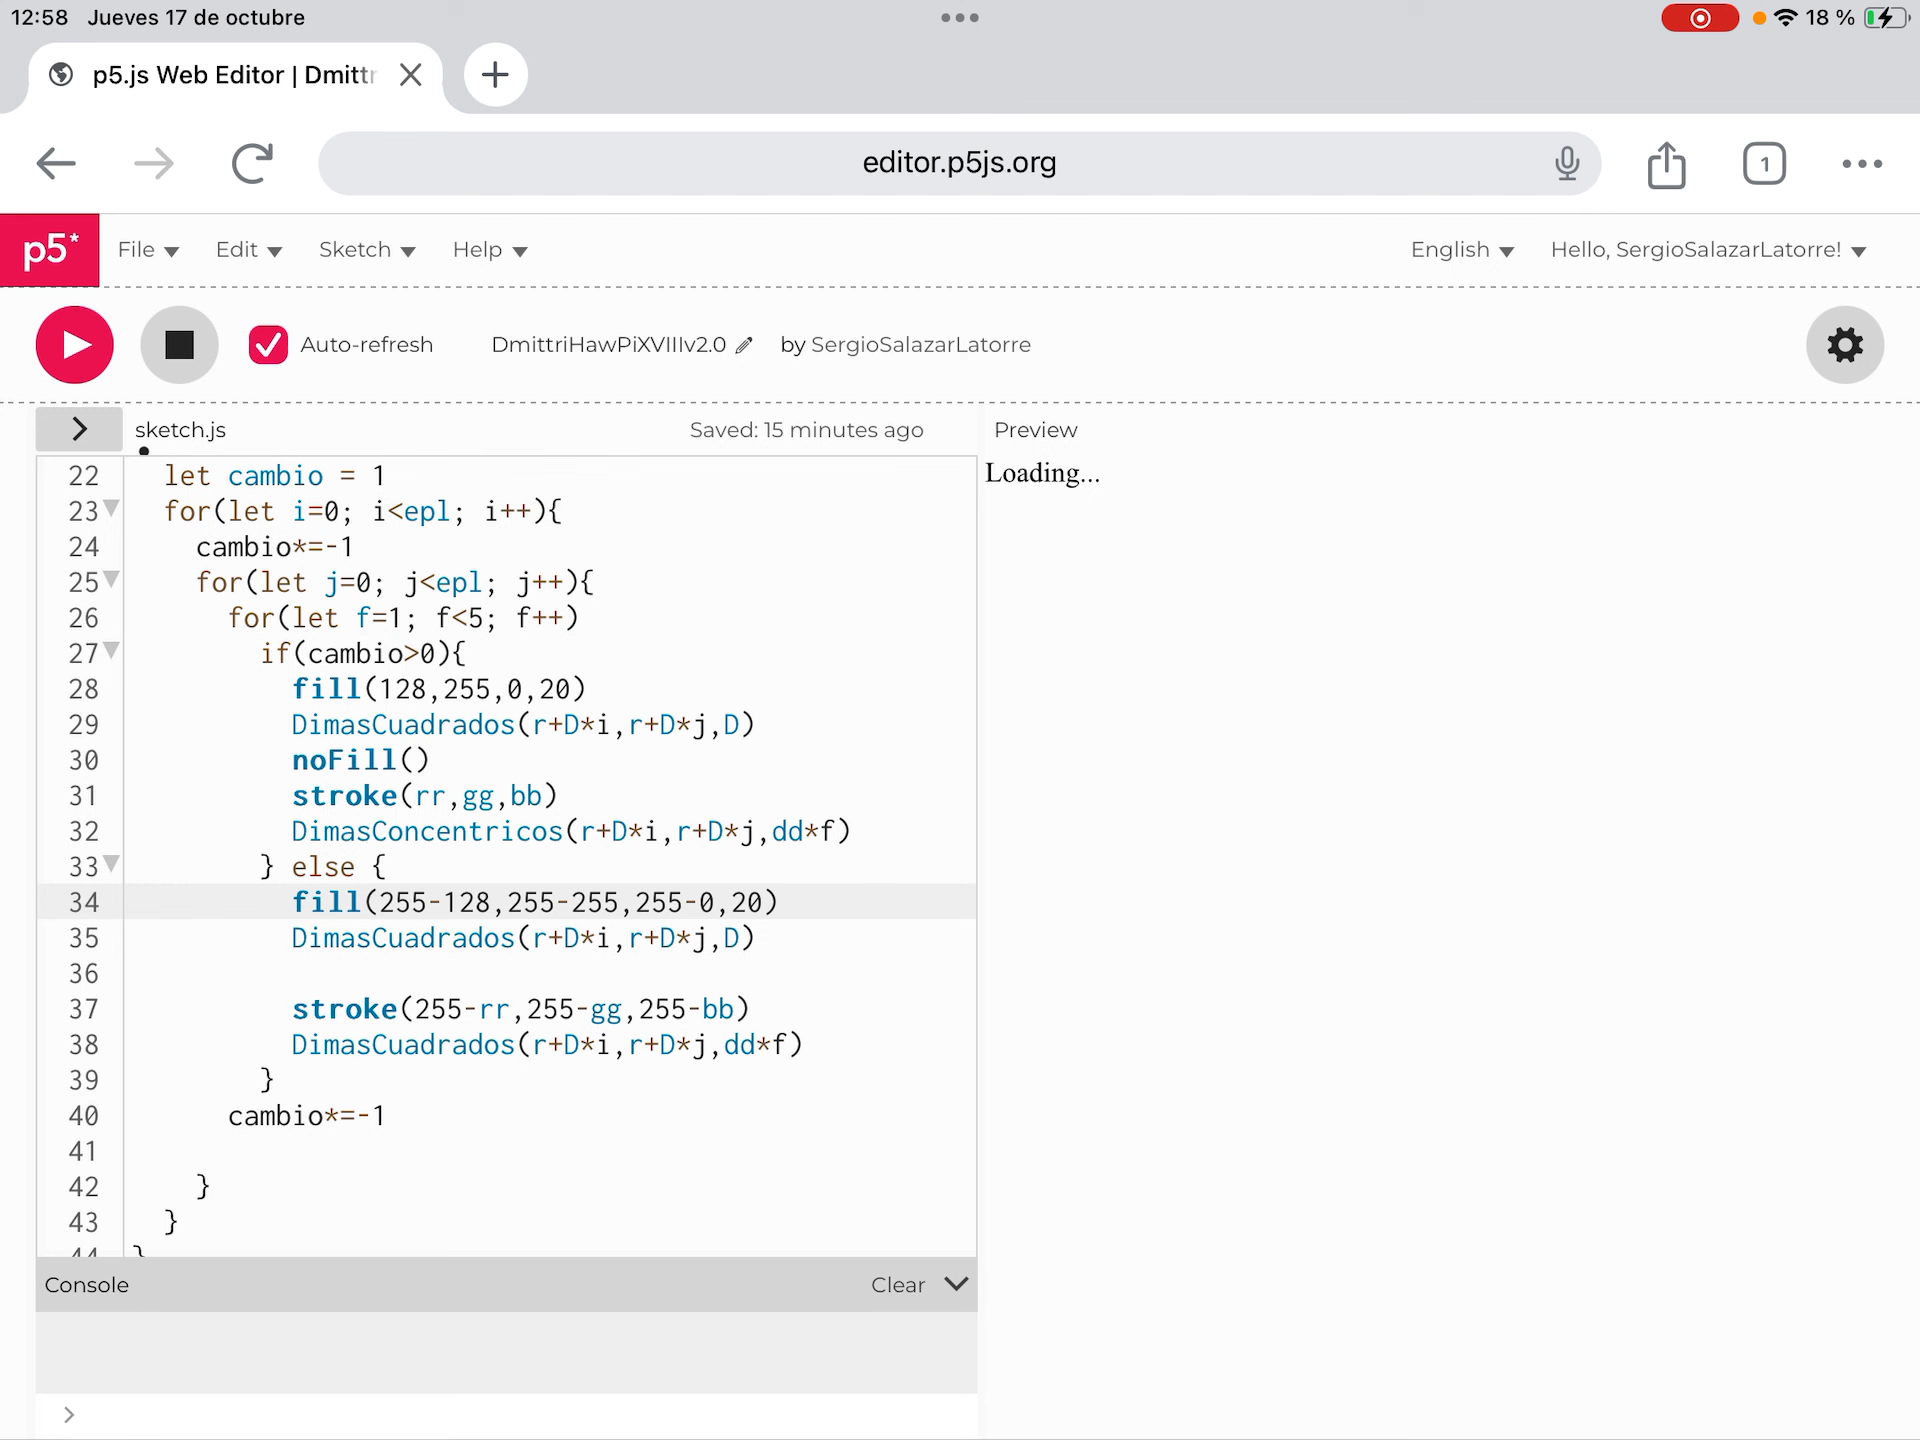 12:58 Jueves 17 de octubre
18 %
p5.js Web Editor | Dmittr
editor.p5js.org
1
p5* File Edit Sketch Help English Hello, SergioSalazarLatorre!
Auto-refresh DmittriHawPiXVIIIv2.0 by SergioSalazarLatorre
> sketch.js Saved: 15 minutes ago Preview
Loading...
22 let cambio = 1
23 for(let i=0; i<epl; i++){
24 cambio*=-1
25 for(let j=0; j<epl; j++){
26 for(let f=1; f<5; f++)
27 if(cambio>0){
28 fill(128,255,0,20)
29 DimasCuadrados(r+D*i,r+D*j,D)
30 noFill()
31 stroke(rr,gg,bb)
32 DimasConcentricos(r+D*i,r+D*j,dd*f)
33 } else {
34 fill(255-128,255-255,255-0,20)
35 DimasCuadrados(r+D*i,r+D*j,D)
36
37 stroke(255-rr,255-gg,255-bb)
38 DimasCuadrados(r+D*i,r+D*j,dd*f)
39 }
40 cambio*=-1
41
42 }
43 }
44 }
Console Clear
>